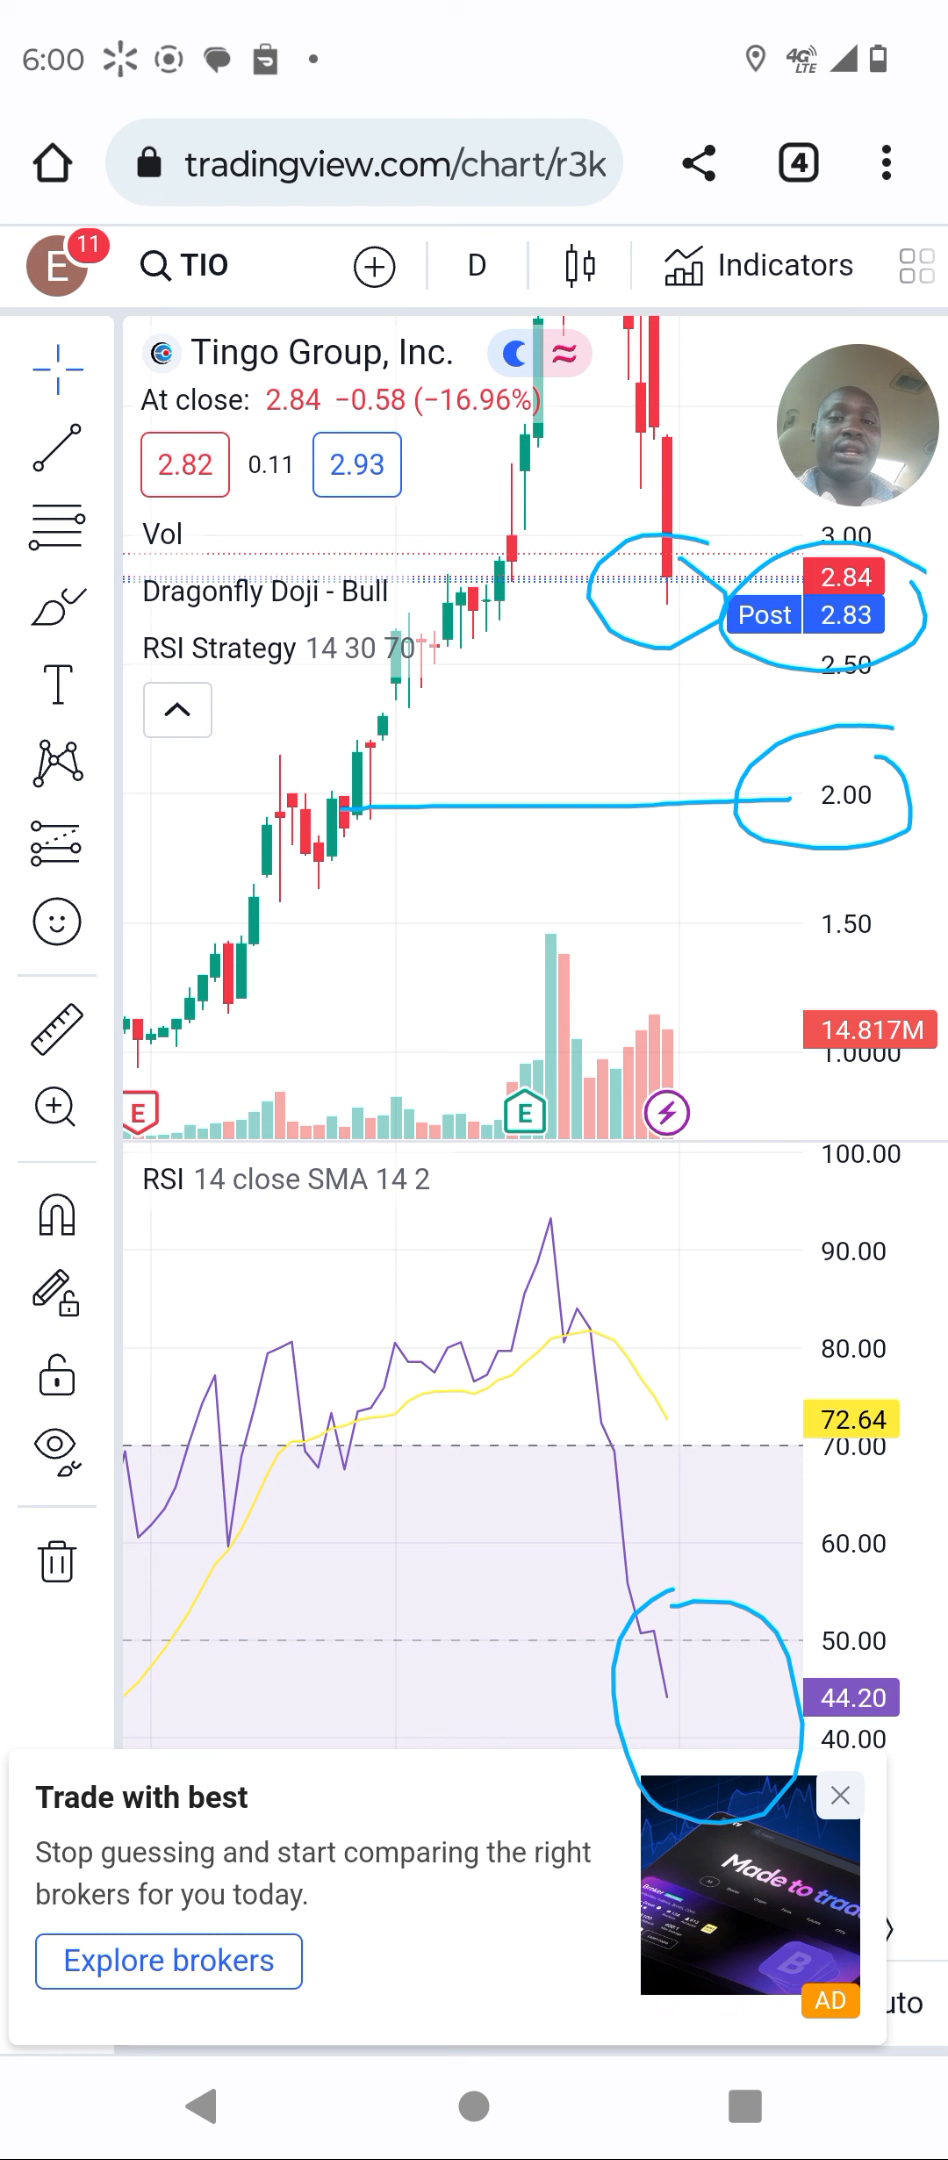 6:00
4G LTE
tradingview.com/chart/r3k
4
E
11
TIO
D
Indicators
Tingo Group, Inc.
At close: 2.84 −0.58 (−16.96%)
2.82
0.11
2.93
Vol
3.00
2.84
Dragonfly Doji - Bull
Post 2.83
RSI Strategy 14 30 70
2.50
2.00
1.50
14.817M
1.0000
E
E
100.00
RSI 14 close SMA 14 2
90.00
80.00
72.64
70.00
60.00
50.00
44.20
40.00
Trade with best
Stop guessing and start comparing the right
brokers for you today.
Explore brokers
Made to trad
B
AD
uto